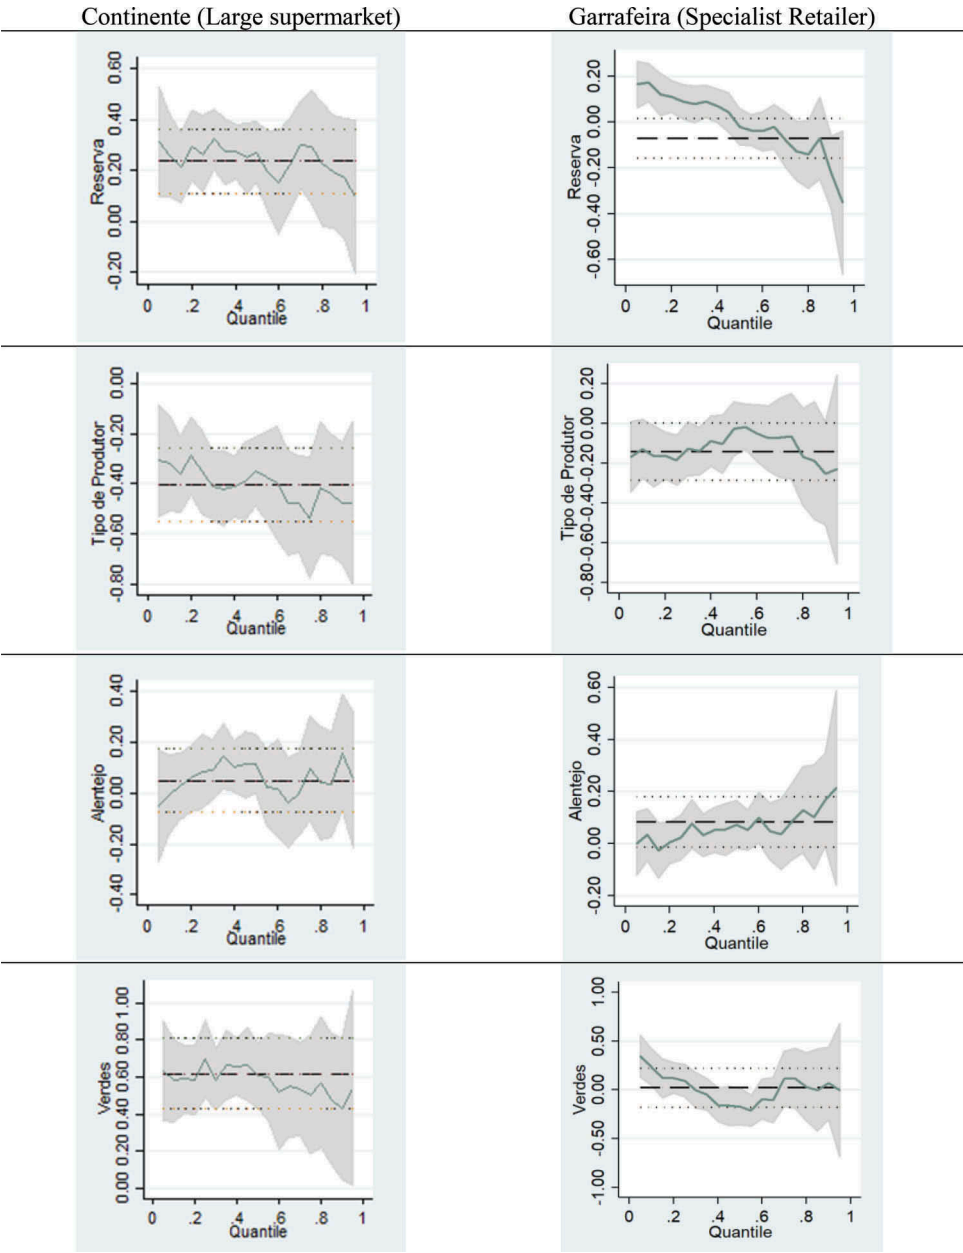 Continente (Large supermarket)
Garrafeira (Specialist Retailer)
Reserva
-0.20 0.00 0.20 0.40 0.60
0 .2 .4 .6 .8 1
Quantile
Reserva
-0.60 -0.40 -0.20 0.00 0.20
0 .2 .4 .6 .8 1
Quantile
Tipo de Produtor
-0.80 -0.60 -0.40 -0.20 0.00
0 .2 .4 .6 .8 1
Quantile
Tipo de Produtor
-0.80 -0.60 -0.40 -0.20 0.00 0.20
0 .2 .4 .6 .8 1
Quantile
Alentejo
-0.40 -0.20 0.00 0.20 0.40
0 .2 .4 .6 .8 1
Quantile
Alentejo
-0.20 0.00 0.20 0.40 0.60
0 .2 .4 .6 .8 1
Quantile
Verdes
0.00 0.20 0.40 0.60 0.80 1.00
0 .2 .4 .6 .8 1
Quantile
Verdes
-1.00 -0.50 0.00 0.50 1.00
0 .2 .4 .6 .8 1
Quantile